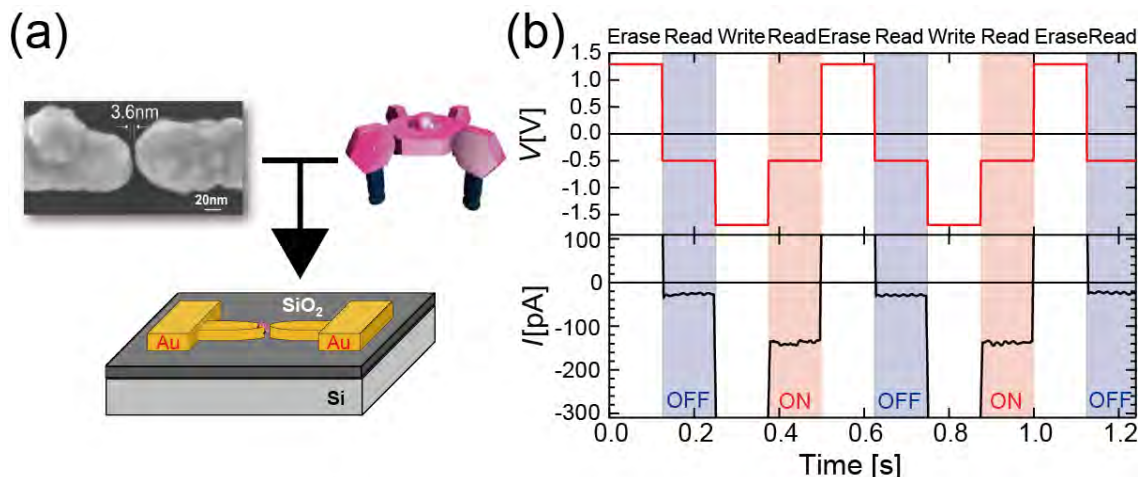 (a)
3.6nm
20nm
SiO2
Au
Au
Si
(b)
Erase Read Write Read Erase Read Write Read Erase Read
1.5
1.0
0.5
0.0
-0.5
-1.0
-1.5
V[V]
100
0
-100
-200
-300
I[pA]
OFF ON OFF ON OFF
0.0 0.2 0.4 0.6 0.8 1.0 1.2
Time [s]